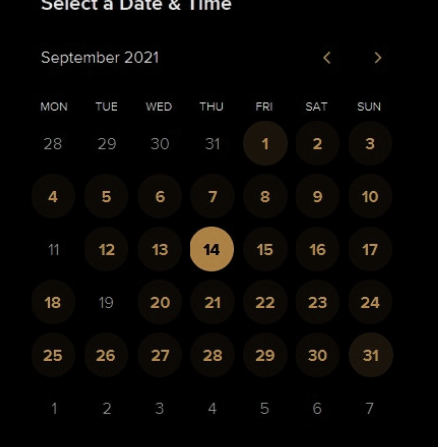 Select a Date & Time
September 2021 < >
MON TUE WED THU FRI SAT SUN
28 29 30 31 1 2 3
4 5 6 7 8 9 10
11 12 13 14 15 16 17
18 19 20 21 22 23 24
25 26 27 28 29 30 31
1 2 3 4 5 6 7